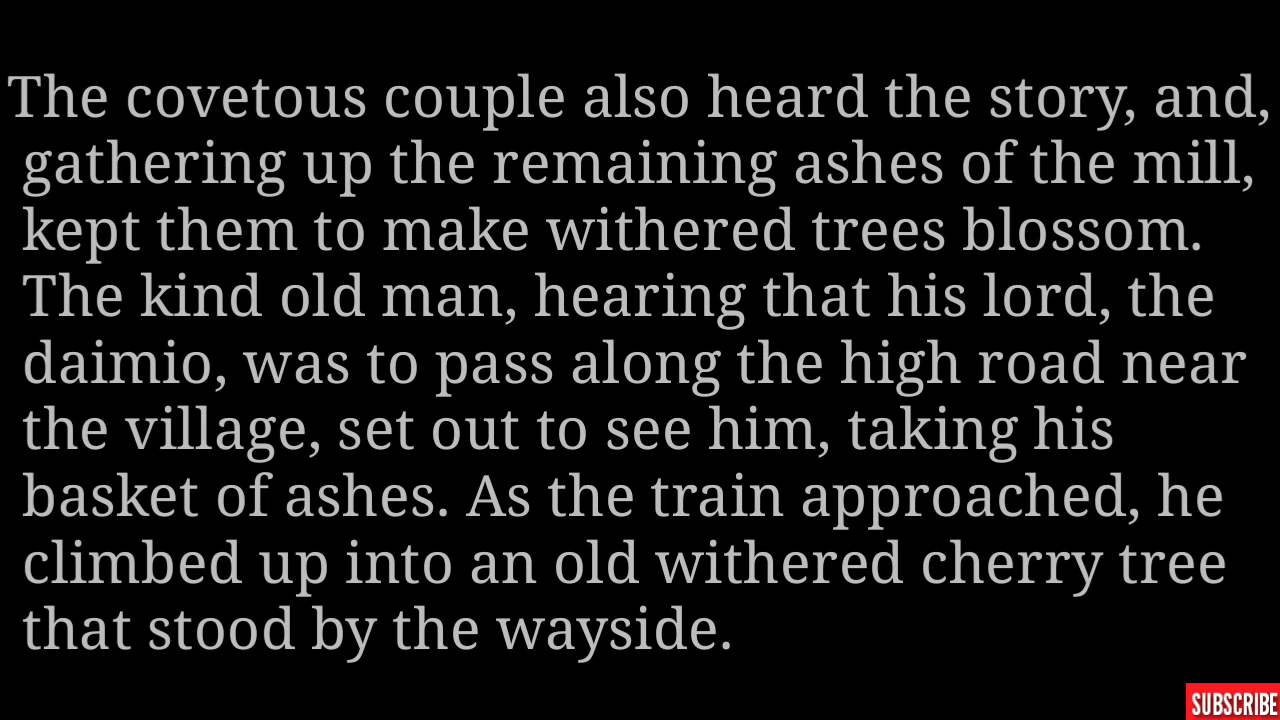 The covetous couple also heard the story, and,
gathering up the remaining ashes of the mill,
kept them to make withered trees blossom.
The kind old man, hearing that his lord, the
daimio, was to pass along the high road near
the village, set out to see him, taking his
basket of ashes. As the train approached, he
climbed up into an old withered cherry tree
that stood by the wayside.
SUBSCRIBE